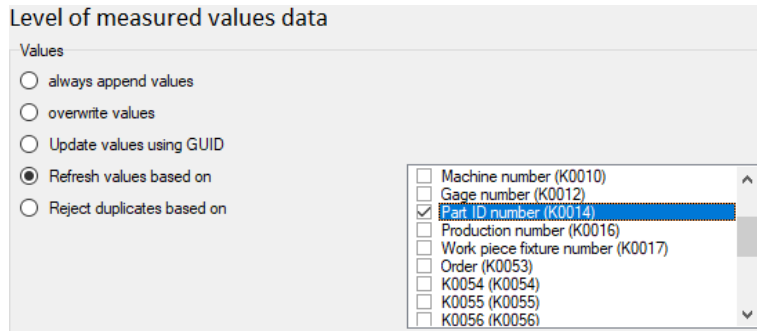 Level of measured values data
Values
always append values
overwrite values
Update values using GUID
Refresh values based on
Reject duplicates based on
Machine number (K0010)
Gage number (K0012)
Part ID number (K0014)
Production number (K0016)
Work piece fixture number (K0017)
Order (K0053)
K0054 (K0054)
K0055 (K0055)
K0056 (K0056)